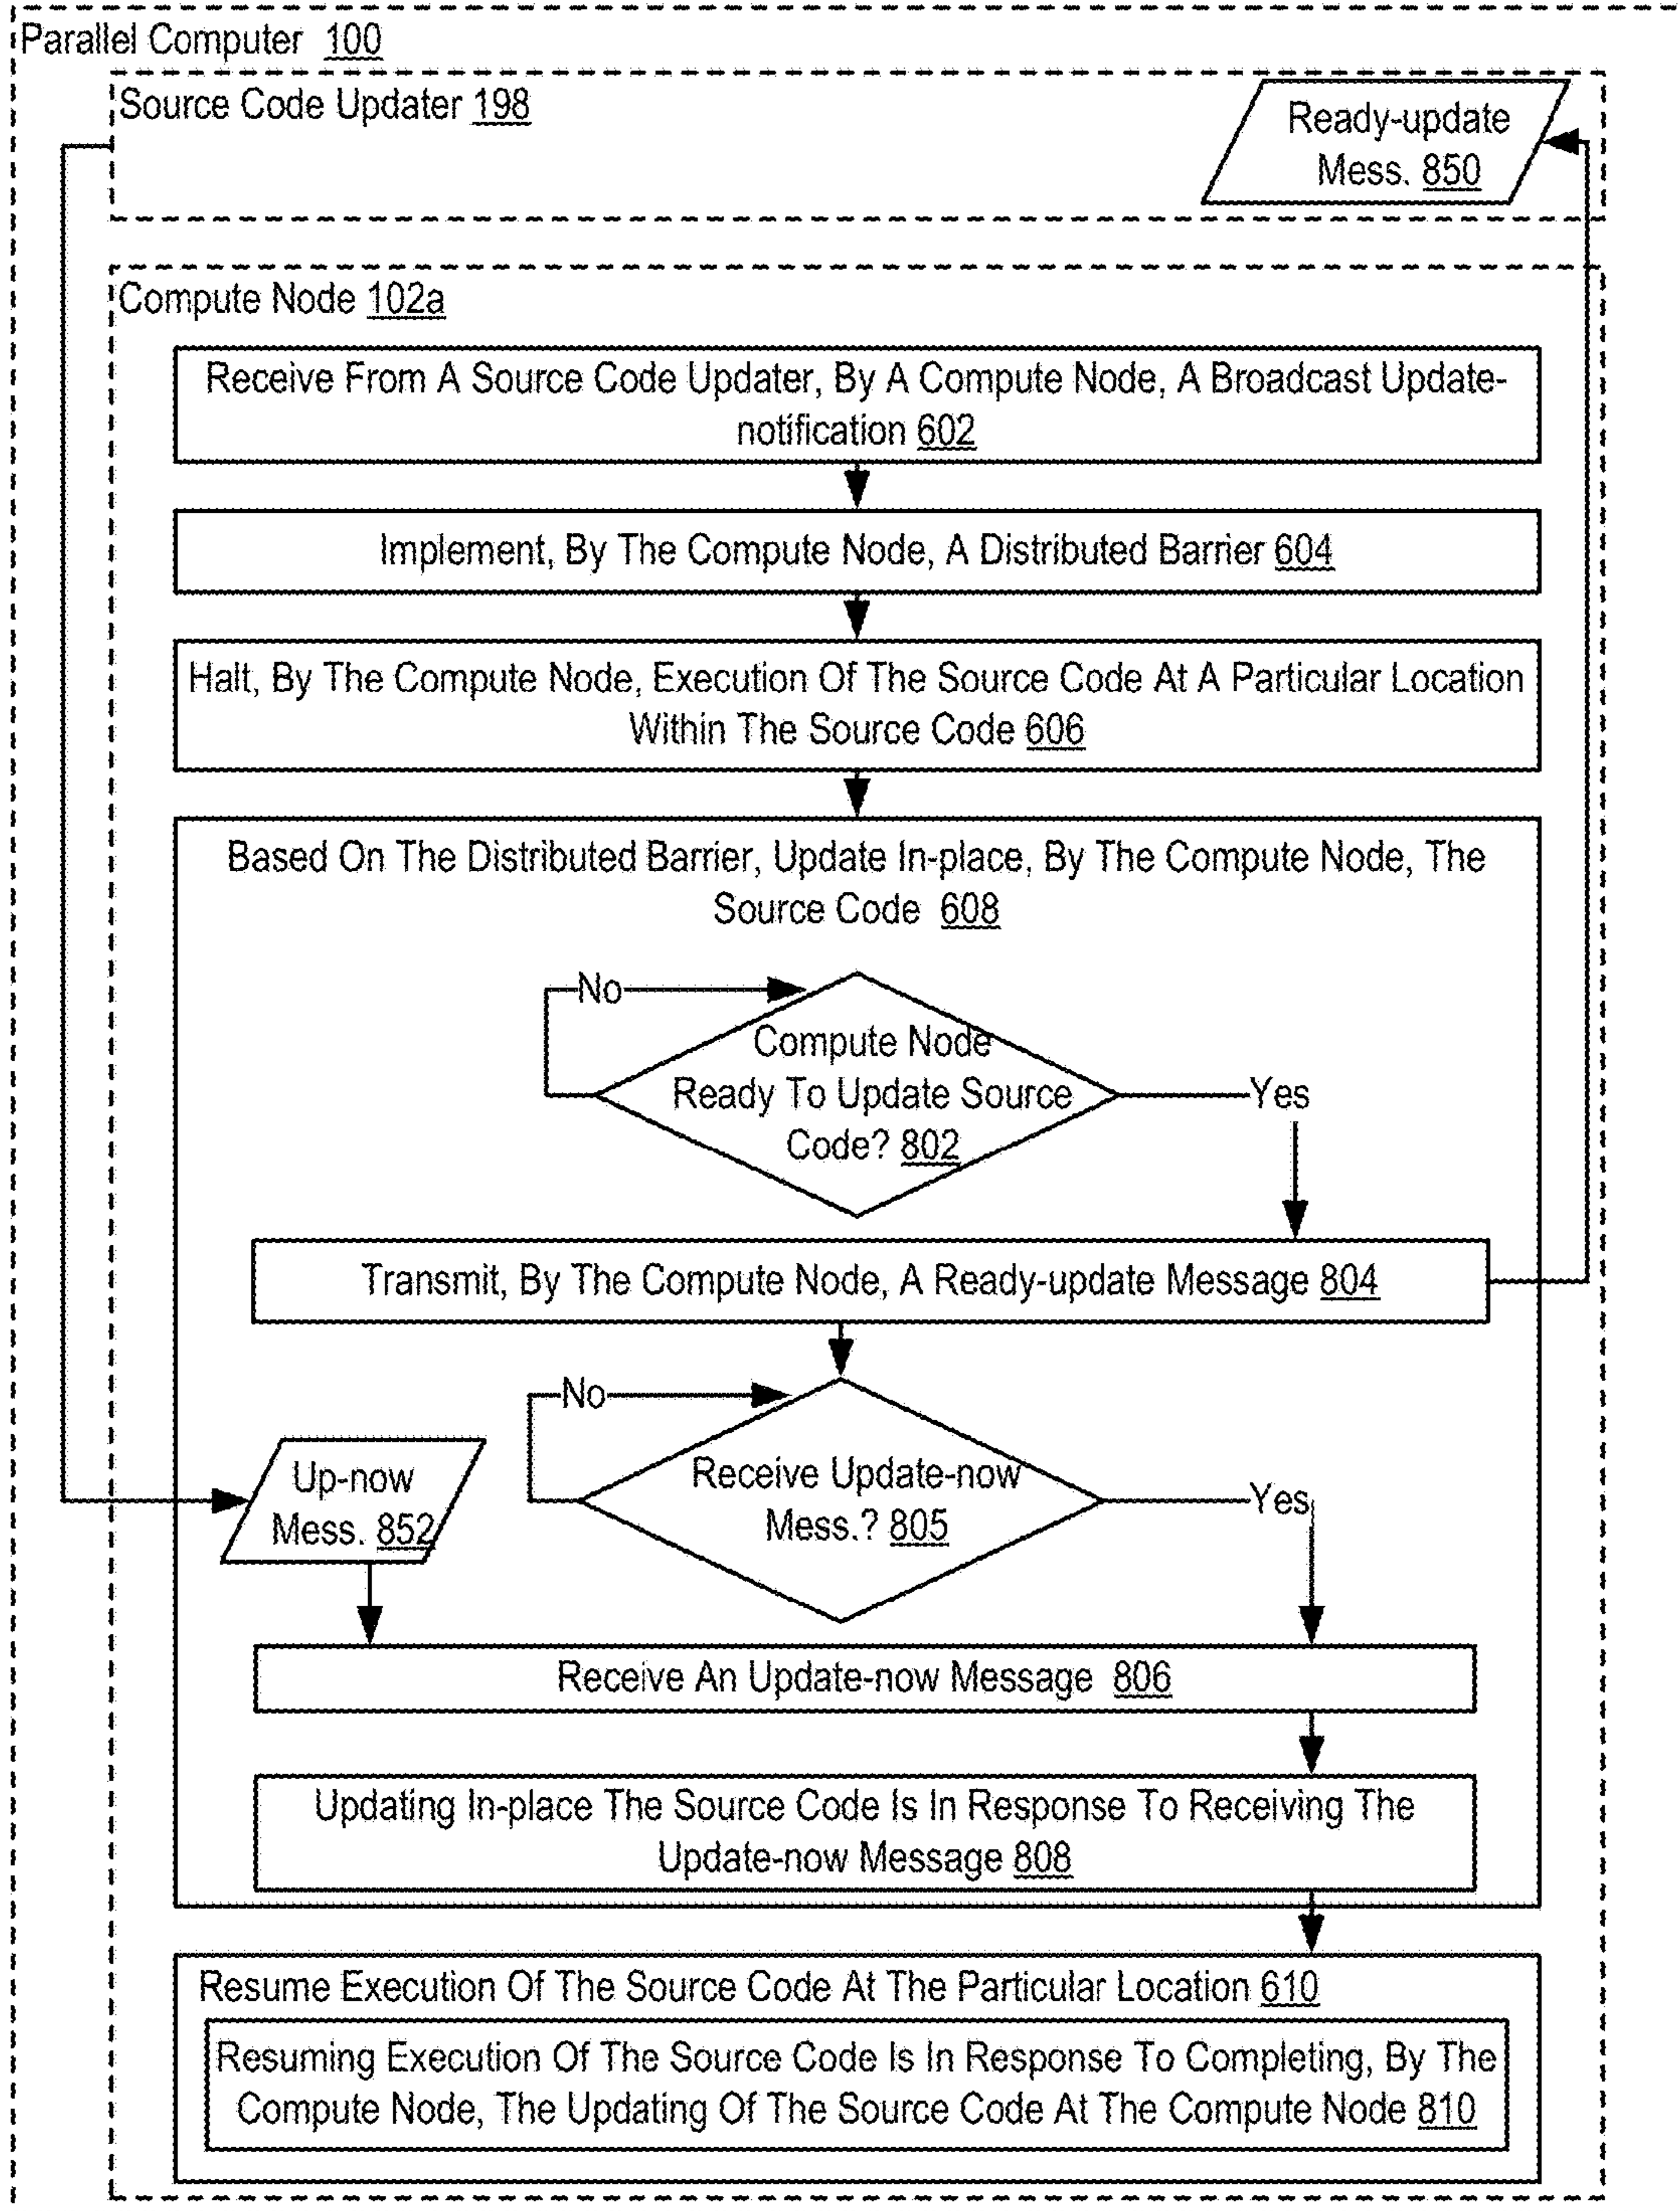 Parallel Computer 100
Source Code Updater 198
Ready-update
Mess. 850
Compute Node 102a
Receive From A Source Code Updater, By A Compute Node, A Broadcast Update-
notification 602
Implement, By The Compute Node, A Distributed Barrier 604
Halt, By The Compute Node, Execution Of The Source Code At A Particular Location
Within The Source Code 606
Based On The Distributed Barrier, Update In-place, By The Compute Node, The
Source Code 608
No
Compute Node
Ready To Update Source
Code? 802
Yes
Transmit, By The Compute Node, A Ready-update Message 804
No
Up-now
Mess. 852
Receive Update-now
Mess.? 805
Yes
Receive An Update-now Message 806
Updating In-place The Source Code Is In Response To Receiving The
Update-now Message 808
Resume Execution Of The Source Code At The Particular Location 610
Resuming Execution Of The Source Code Is In Response To Completing, By The
Compute Node, The Updating Of The Source Code At The Compute Node 810